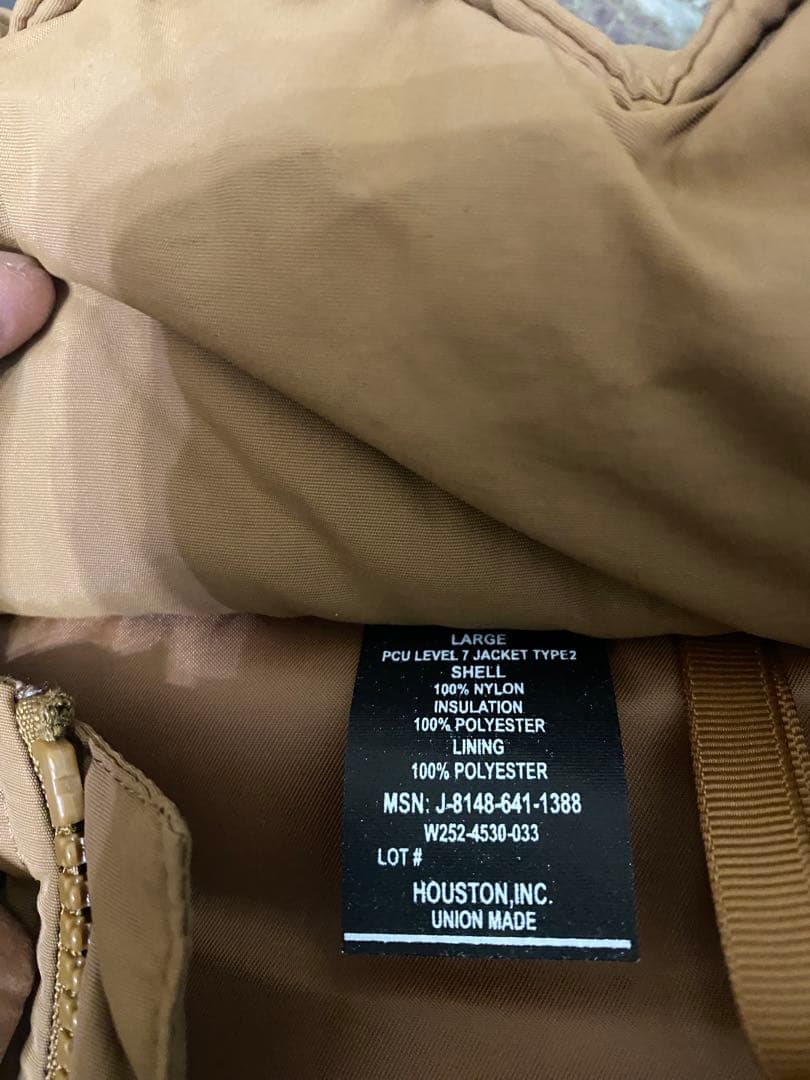 LARGE
PCU LEVEL 7 JACKET TYPE2
SHELL
100% NYLON
INSULATION
100% POLYESTER
LINING
100% POLYESTER
MSN: J-8148-641-1388
W252-4530-033
LOT #
HOUSTON,INC.
UNION MADE